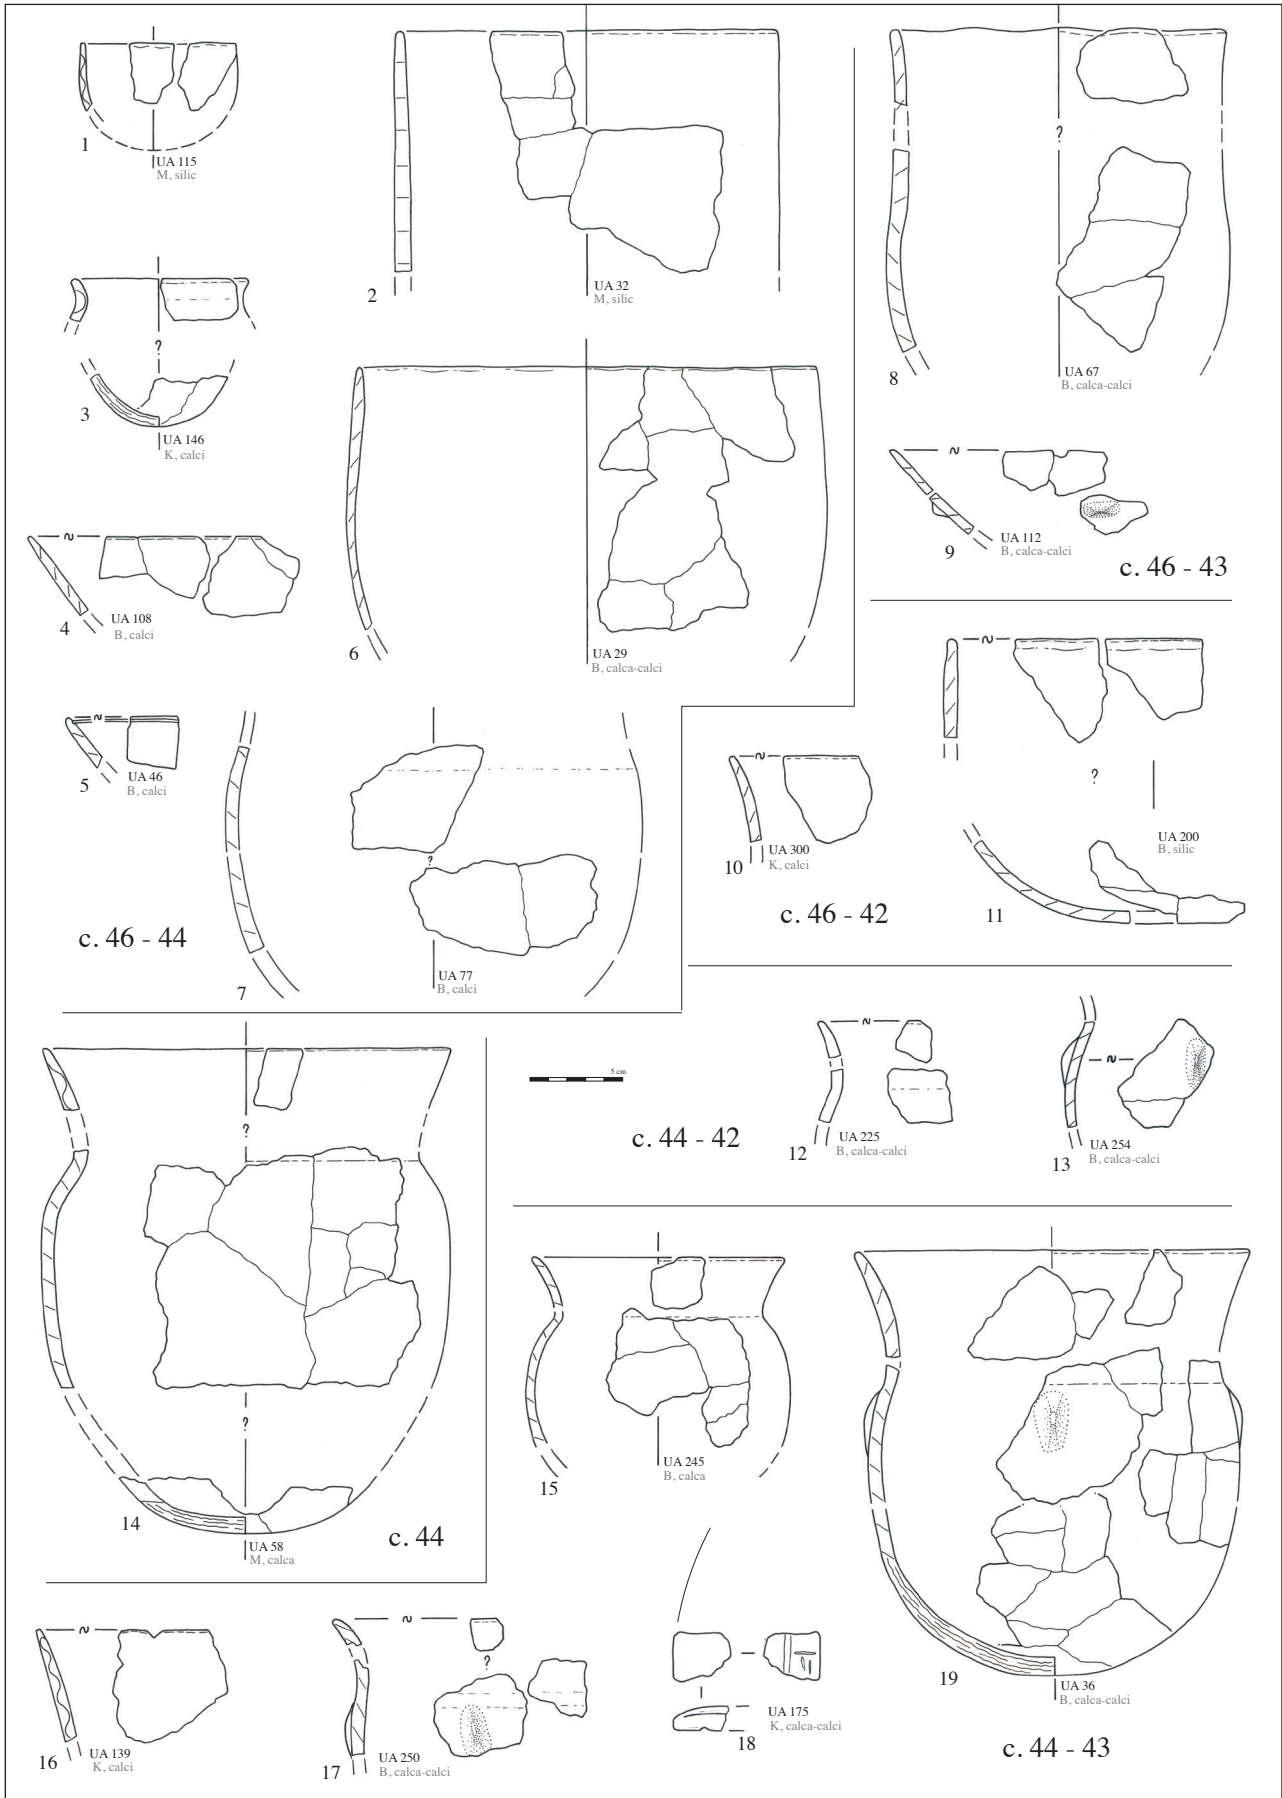 1
UA 115
M, silic
2
UA 32
M, silic
3
?
UA 146
K, calci
4
UA 108
B, calci
5
UA 46
B, calci
6
UA 29
B, calca-calci
7
?
UA 77
B, calci
c. 46 - 44
8
?
UA 67
B, calca-calci
9
UA 112
B, calca-calci
c. 46 - 43
10
UA 300
K, calci
c. 46 - 42
11
?
UA 200
B, silic
5 cm
c. 44 - 42
12
UA 225
B, calca-calci
13
UA 254
B, calca-calci
14
?
?
UA 58
M, calca
c. 44
15
UA 245
B, calca
16
UA 139
K, calci
17
?
UA 250
B, calca-calci
18
UA 175
K, calca-calci
19
UA 36
B, calca-calci
c. 44 - 43